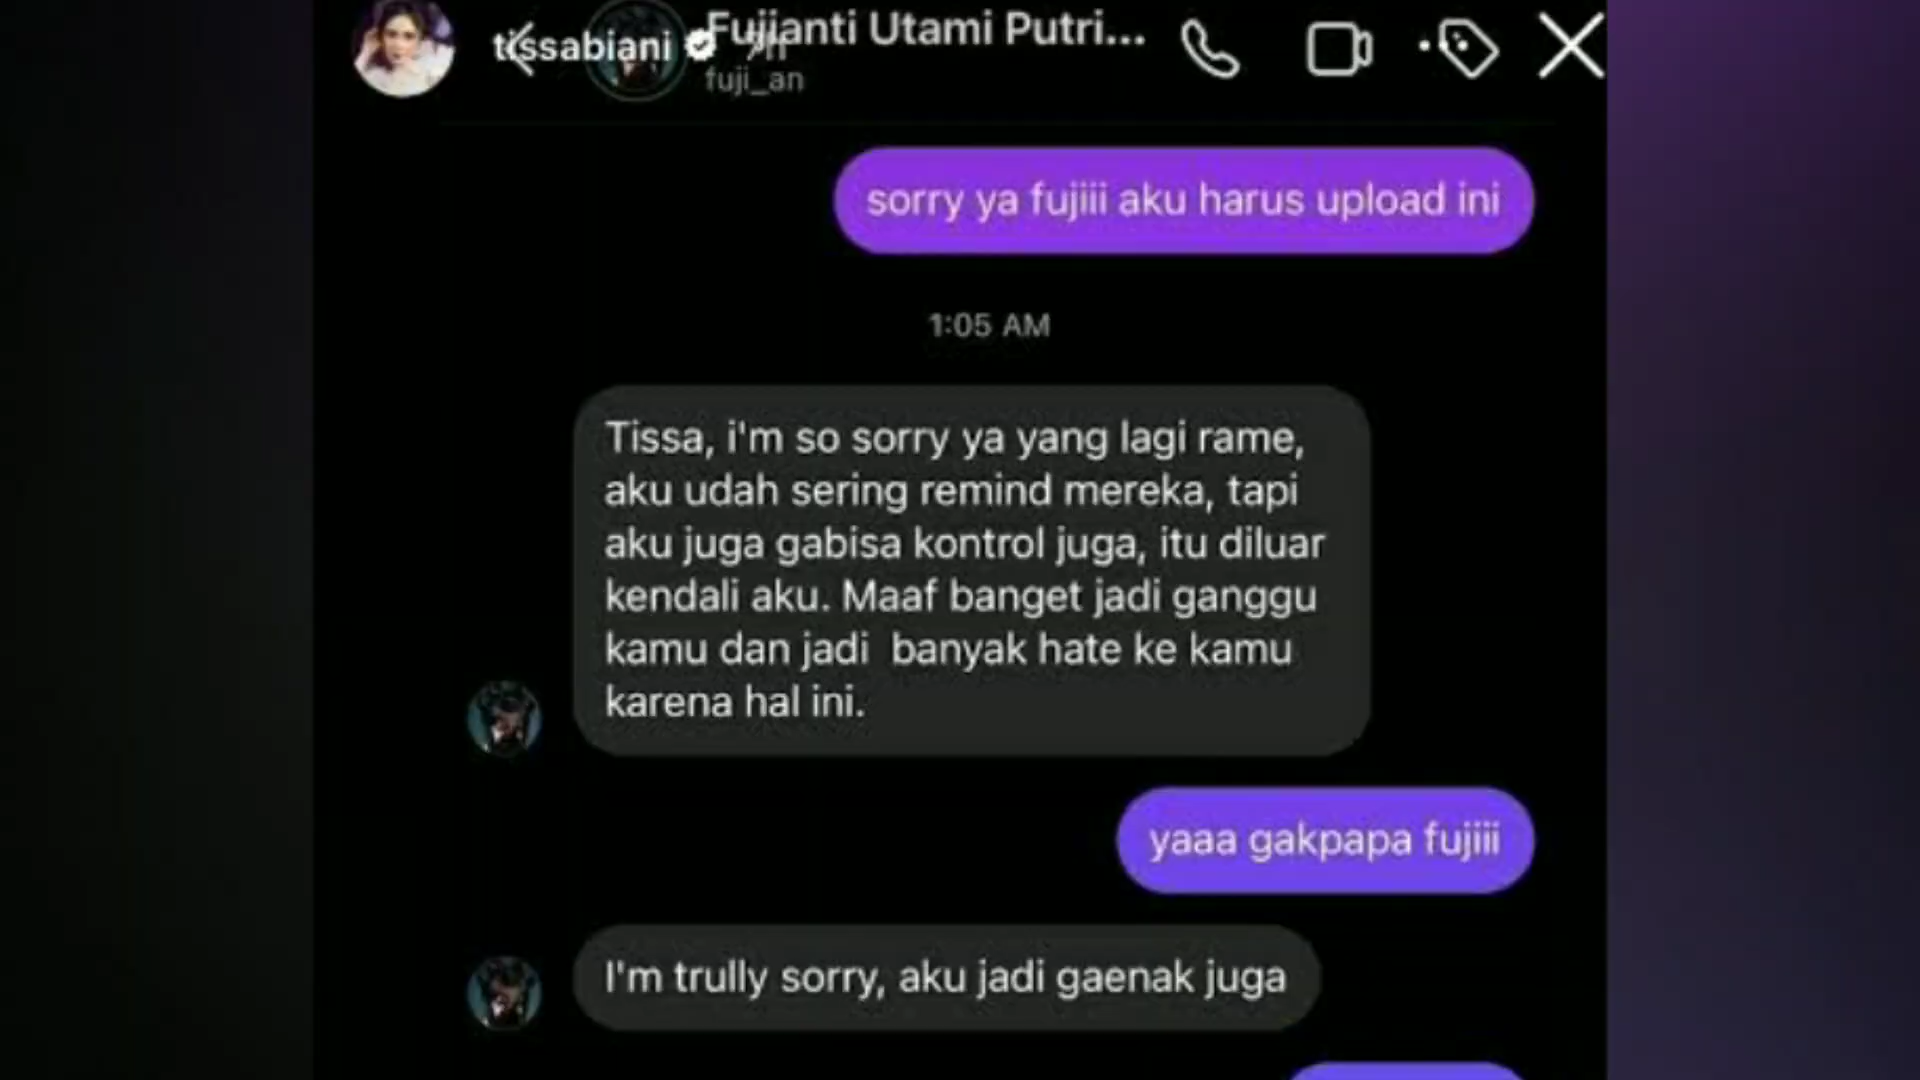 tissabiani
Fujianti Utami Putri...
fuji_an
sorry ya fujiii aku harus upload ini
1:05 AM
Tissa, i'm so sorry ya yang lagi rame,
aku udah sering remind mereka, tapi
aku juga gabisa kontrol juga, itu diluar
kendali aku. Maaf banget jadi ganggu
kamu dan jadi banyak hate ke kamu
karena hal ini.
yaaa gakpapa fujiii
I'm trully sorry, aku jadi gaenak juga